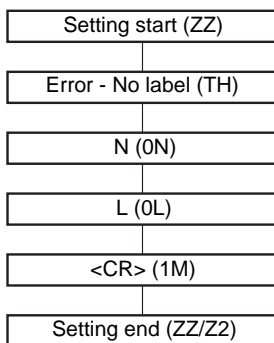 Setting start (ZZ)
Error - No label (TH)
N (0N)
L (0L)
<CR> (1M)
Setting end (ZZ/Z2)